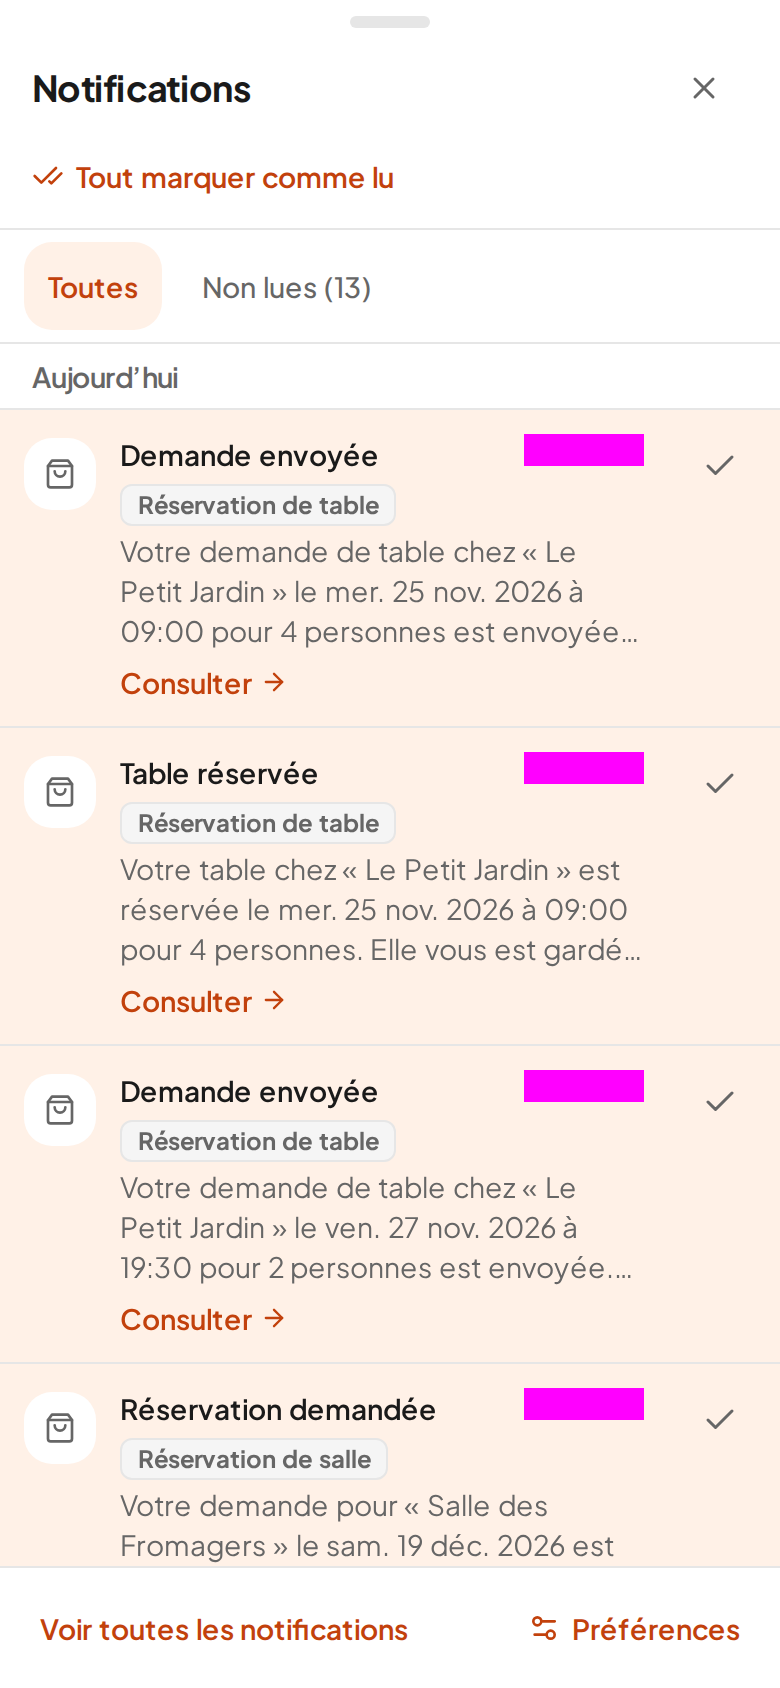 Notifications
Tout marquer comme lu
Toutes
Non lues (13)
Aujourd’hui
Demande envoyée
Réservation de table
Votre demande de table chez « Le
Petit Jardin » le mer. 25 nov. 2026 à
09:00 pour 4 personnes est envoyée…
Consulter
Table réservée
Réservation de table
Votre table chez « Le Petit Jardin » est
réservée le mer. 25 nov. 2026 à 09:00
pour 4 personnes. Elle vous est gardé…
Consulter
Demande envoyée
Réservation de table
Votre demande de table chez « Le
Petit Jardin » le ven. 27 nov. 2026 à
19:30 pour 2 personnes est envoyée.…
Consulter
Réservation demandée
Réservation de salle
Votre demande pour « Salle des
Fromagers » le sam. 19 déc. 2026 est
Voir toutes les notifications
Préférences